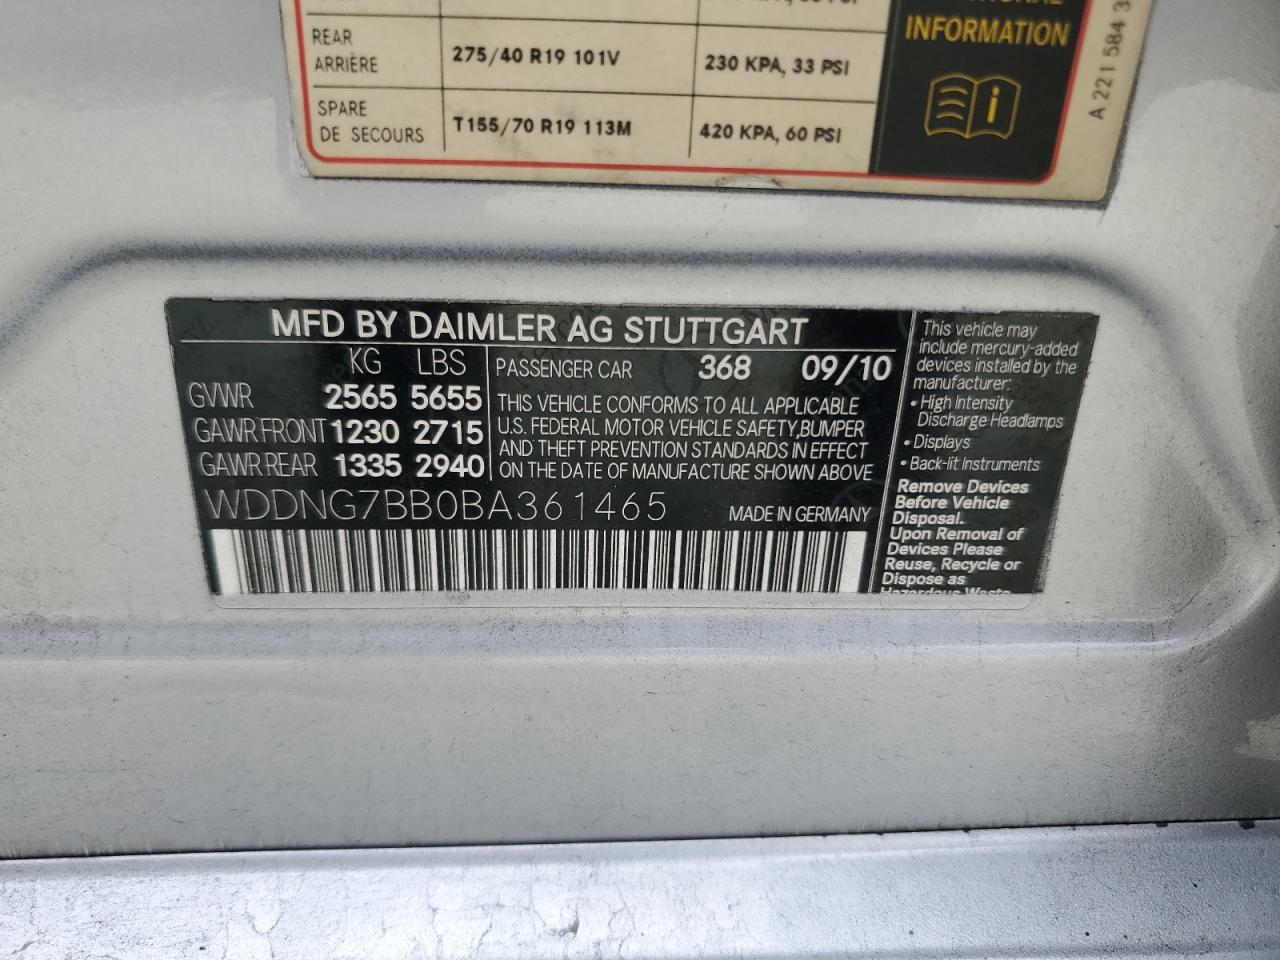 INFORMATION
REAR
ARRIÈRE
275/40 R19 101V
230 KPA, 33 PSI
SPARE
DE SECOURS
T155/70 R19 113M
420 KPA, 60 PSI
i
A 221 584 3
MFD BY DAIMLER AG STUTTGART
KG LBS
GVWR 2565 5655
GAWR FRONT 1230 2715
GAWR REAR 1335 2940
PASSENGER CAR 368 09/10
THIS VEHICLE CONFORMS TO ALL APPLICABLE
U.S. FEDERAL MOTOR VEHICLE SAFETY,BUMPER
AND THEFT PREVENTION STANDARDS IN EFFECT
ON THE DATE OF MANUFACTURE SHOWN ABOVE
WDDNG7BB0BA361465
MADE IN GERMANY
This vehicle may
include mercury-added
devices installed by the
manufacturer:
• High Intensity
Discharge Headlamps
• Displays
• Back-lit Instruments
Remove Devices
Before Vehicle
Disposal.
Upon Removal of
Devices Please
Reuse, Recycle or
Dispose as
Hazardous Waste